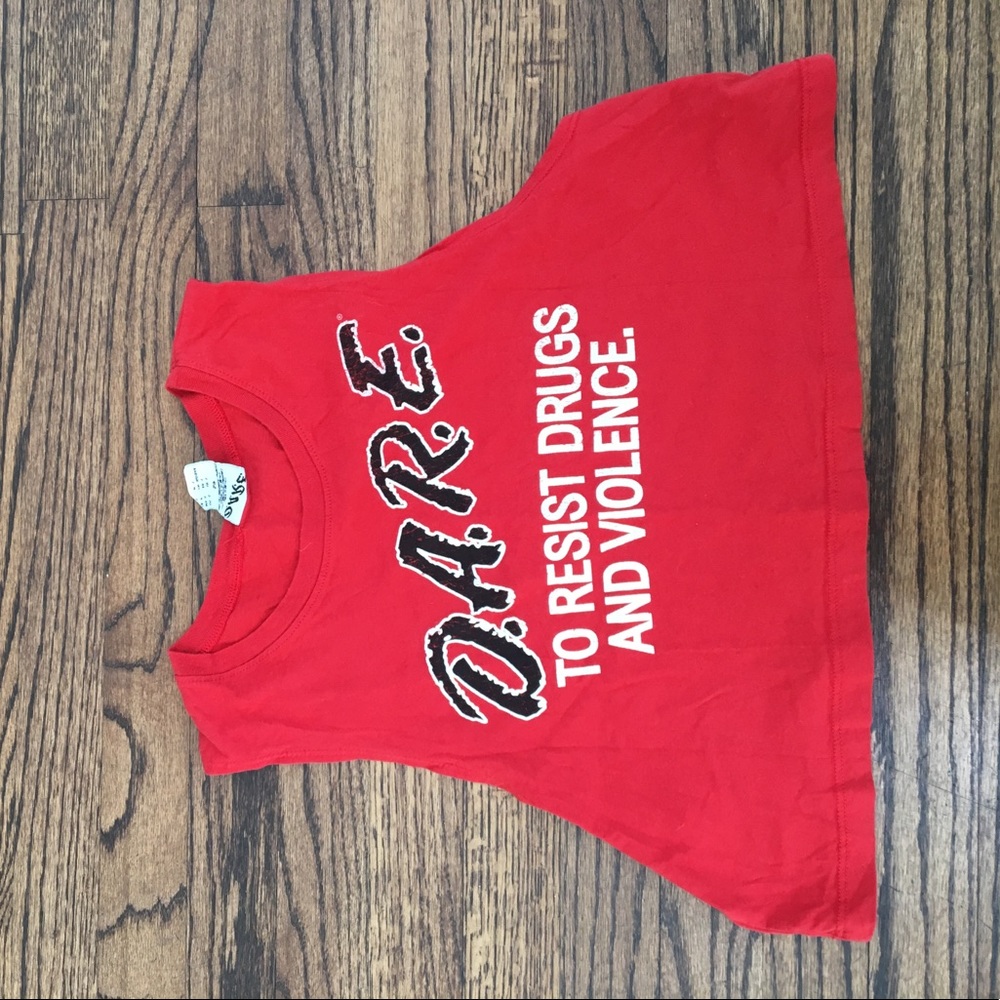 D.A.R.E.®
TO RESIST DRUGS
AND VIOLENCE.